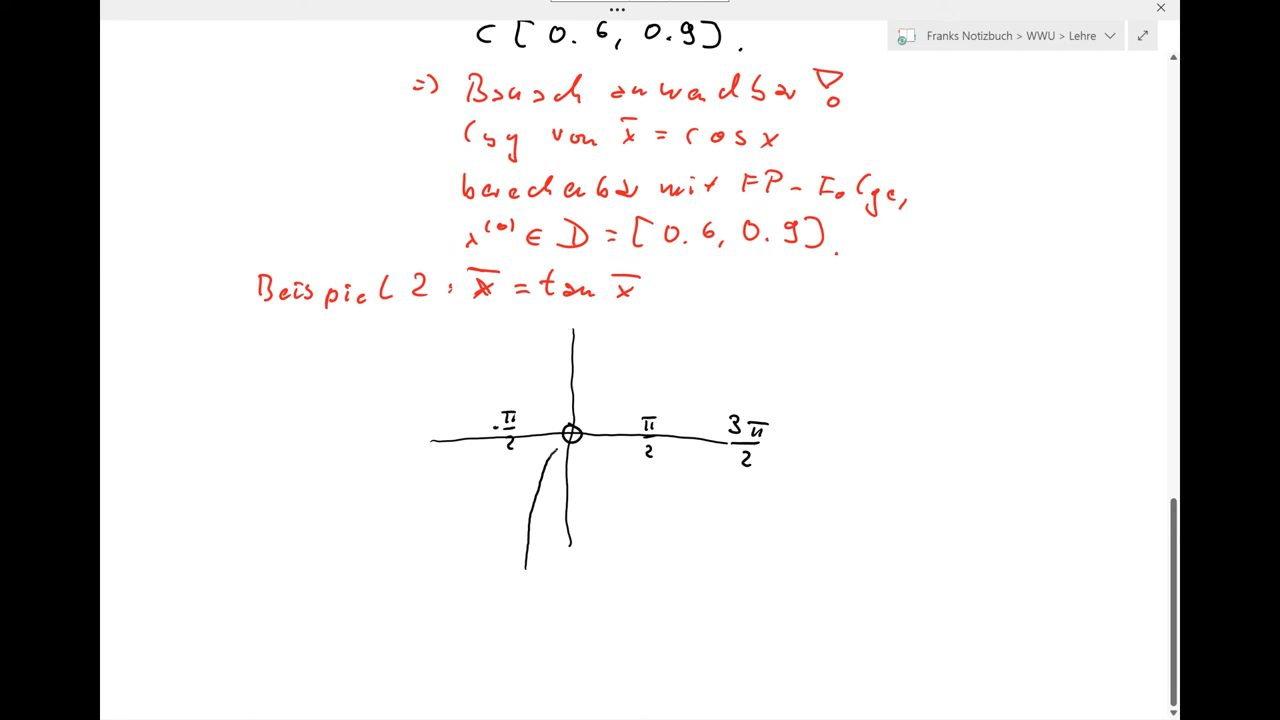 ⊂ [0.6, 0.9].
Franks Notizbuch > WWU > Lehre
=> Banach anwendbar !
Lsg von x̄ = cos x
berechenbar mit FP-Folge,
x⁽⁰⁾ ∈ D = [0.6, 0.9].
Beispiel 2: x̄ = tan x̄
-π/2 π/2 3π/2